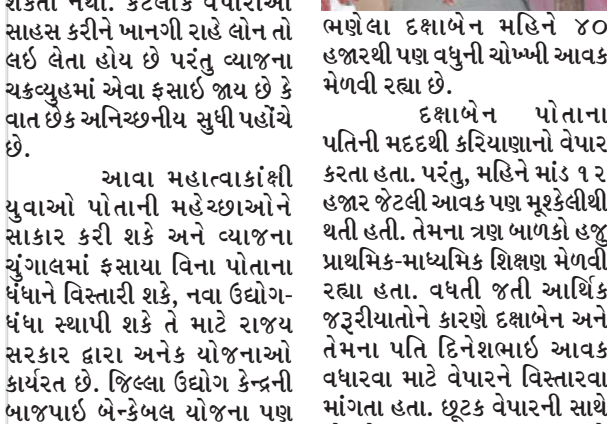 શકતા નથી. કેટલાક વેપારીઓ
સાહસ કરીને ખાનગી રાહે લોન તો
લઇ લેતા હોય છે પરંતુ વ્યાજના
ચક્રવ્યુહમાં એવા ફસાઇ જાય છે કે
વાત છેક અનિચ્છનીય સુધી પહોંચે
છે.
આવા મહાત્વાકાંક્ષી
યુવાઓ પોતાની મહેચ્છાઓને
સાકાર કરી શકે અને વ્યાજના
ચુંગાલમાં ફસાયા વિના પોતાના
ધંધાને વિસ્તારી શકે, નવા ઉદ્યોગ-
ધંધા સ્થાપી શકે તે માટે રાજય
સરકાર દ્વારા અનેક યોજનાઓ
કાર્યરત છે. જિલ્લા ઉદ્યોગ કેન્દ્રની
બાજપાઇ બેન્કેબલ યોજના પણ
ભણેલા દક્ષાબેન મહિને ૪૦
હજારથી પણ વધુની ચોખ્ખી આવક
મેળવી રહ્યા છે.
દક્ષાબેન પોતાના
પતિની મદદથી કરિયાણાનો વેપાર
કરતા હતા. પરંતુ, મહિને માંડ ૧૨
હજાર જેટલી આવક પણ મૂશ્કેલીથી
થતી હતી. તેમના ત્રણ બાળકો હજુ
પ્રાથમિક-માધ્યમિક શિક્ષણ મેળવી
રહ્યા હતા. વધતી જતી આર્થિક
જરૂરીયાતોને કારણે દક્ષાબેન અને
તેમના પતિ દિનેશભાઇ આવક
વધારવા માટે વેપારને વિસ્તારવા
માંગતા હતા. છૂટક વેપારની સાથે